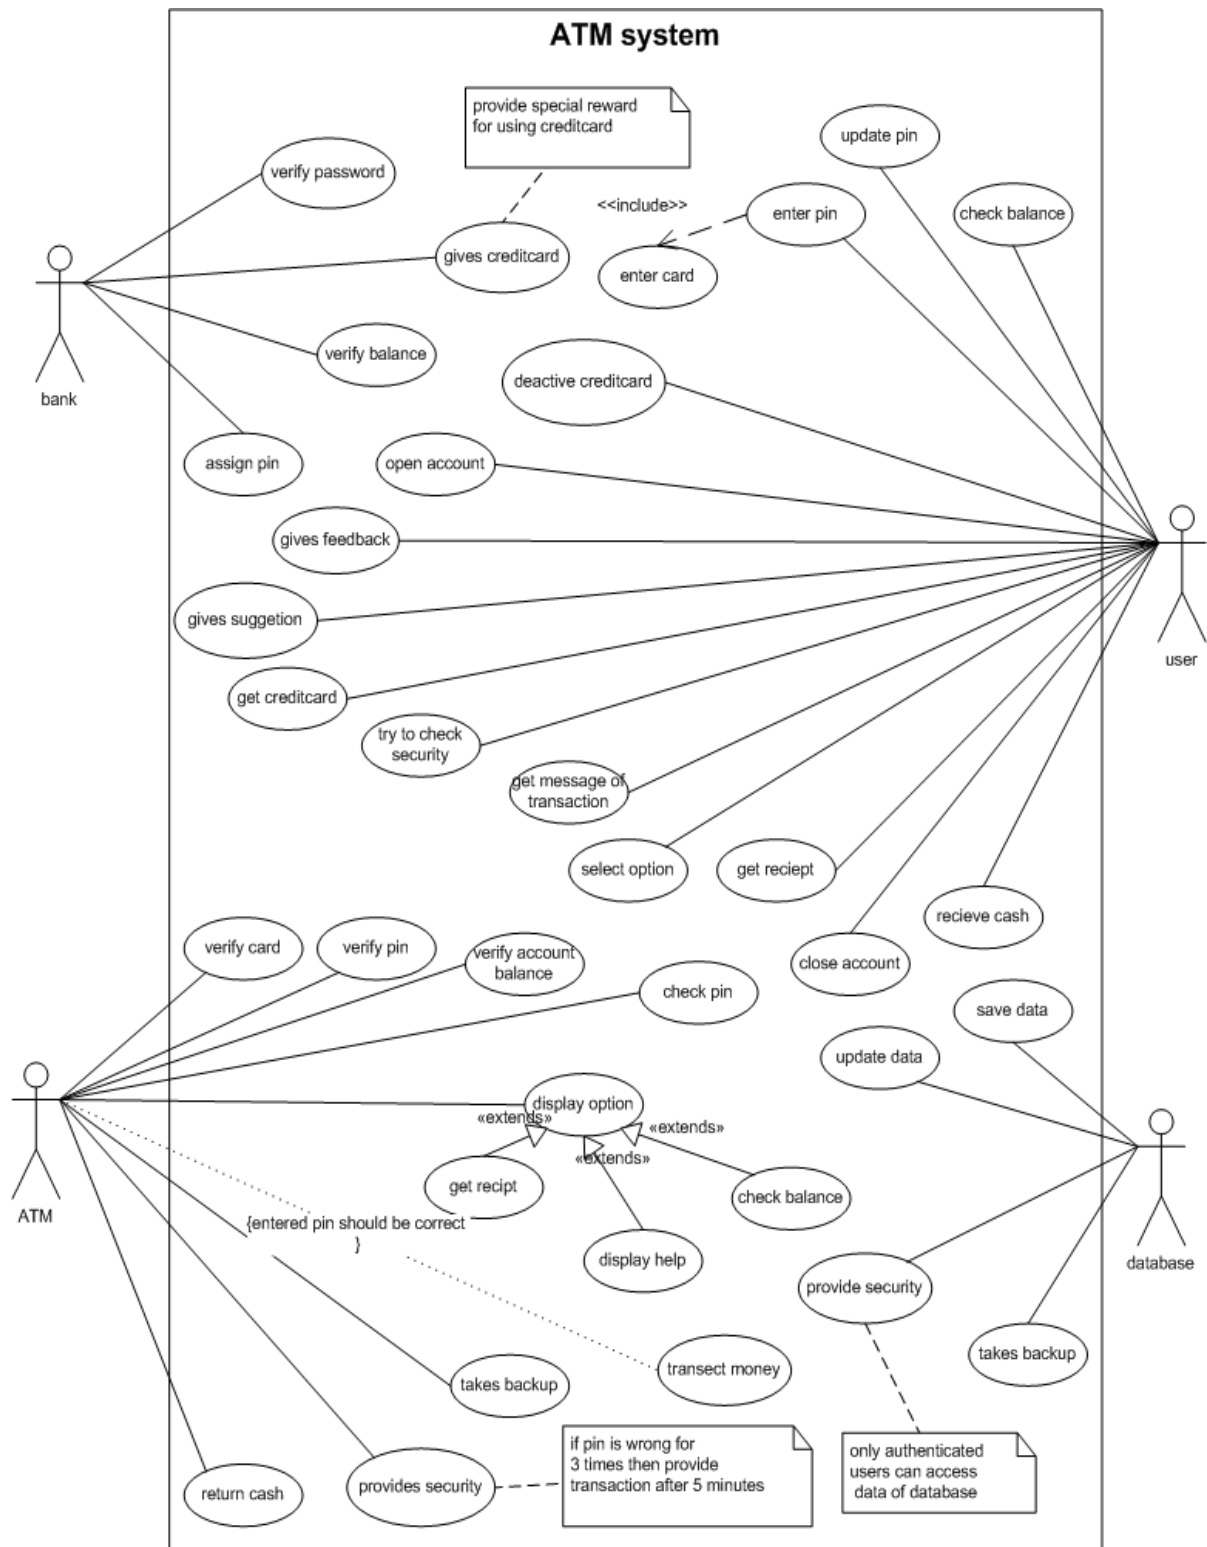 ATM system
provide special reward
for using creditcard
update pin
verify password
<<include>>
enter pin
check balance
gives creditcard
enter card
verify balance
deactive creditcard
bank
assign pin
open account
gives feedback
gives suggetion
user
get creditcard
try to check
security
get message of
transaction
select option
get reciept
recieve cash
verify card
verify pin
verify account
balance
close account
check pin
save data
update data
display option
«extends»
«extends»
«extends»
get recipt
check balance
ATM
{entered pin should be correct
}
display help
database
provide security
takes backup
transect money
takes backup
if pin is wrong for
3 times then provide
transaction after 5 minutes
only authenticated
users can access
data of database
provides security
return cash